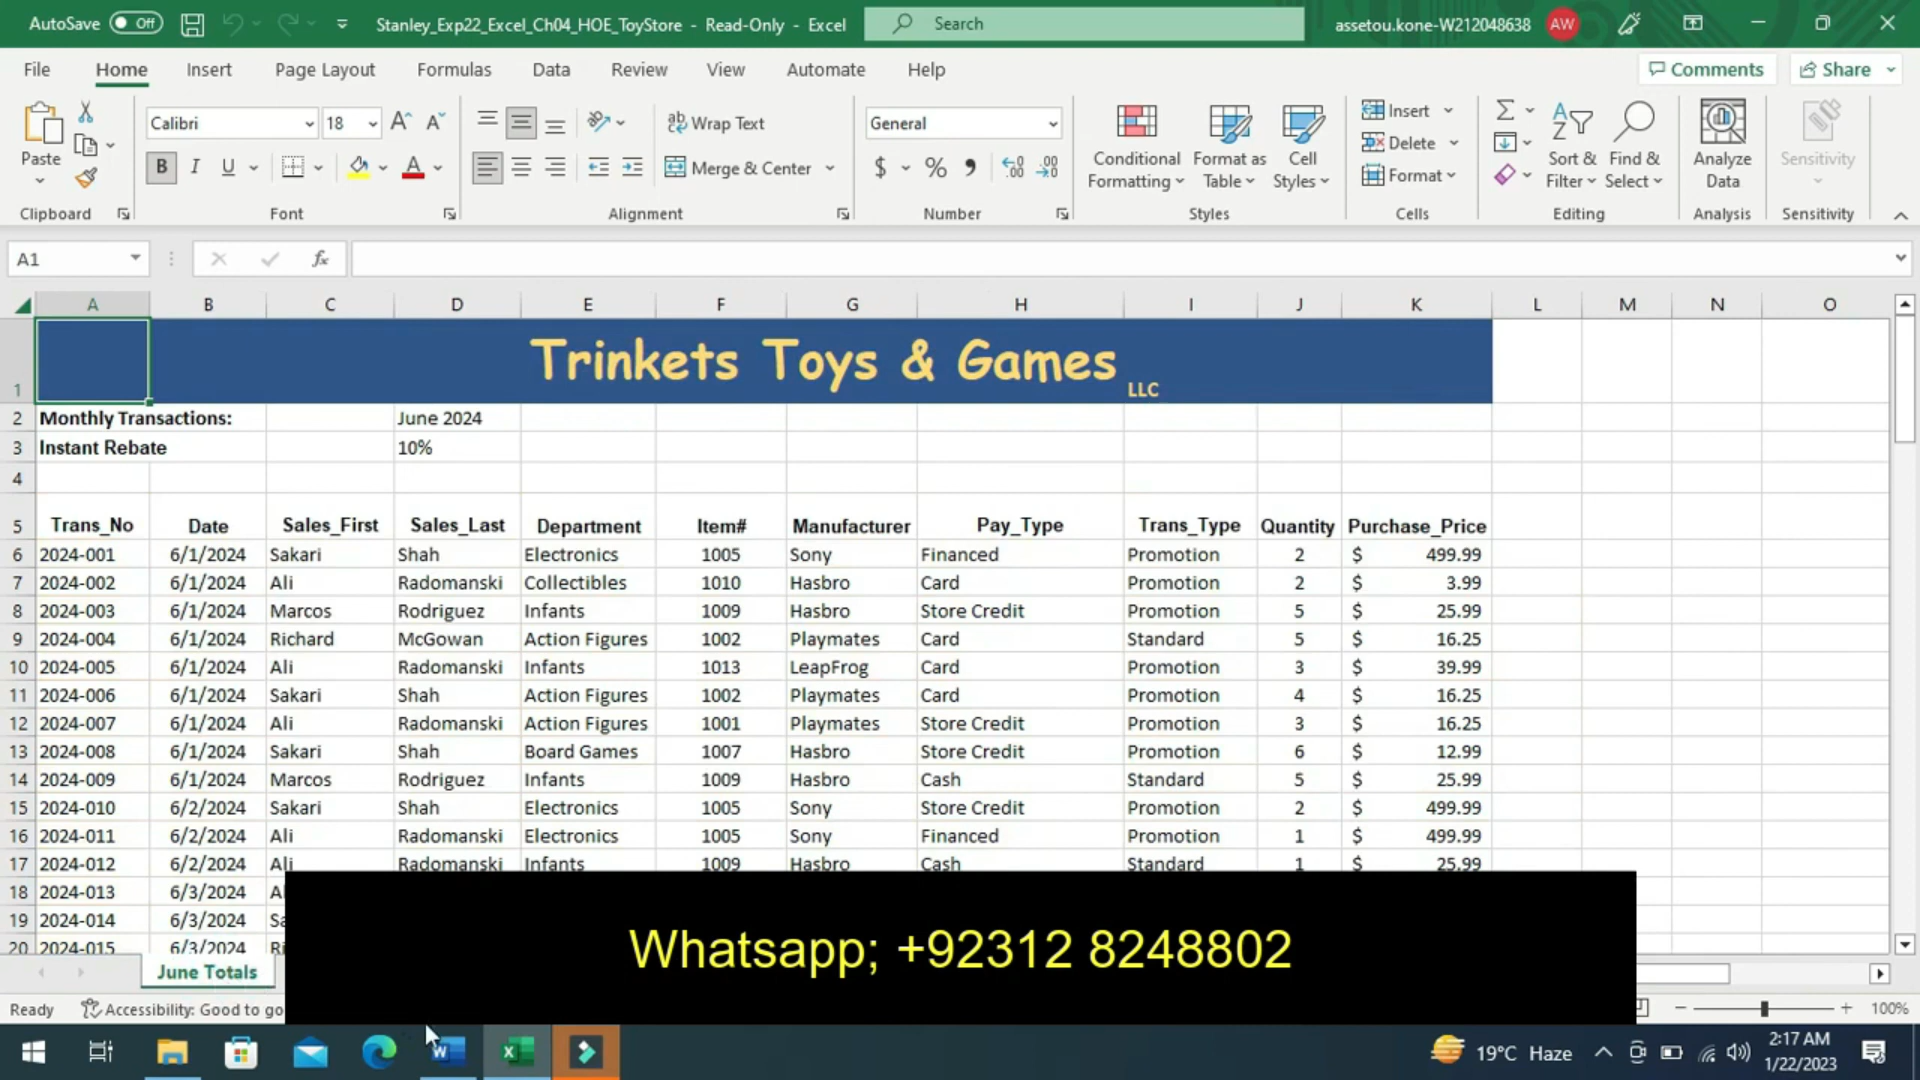 AutoSave Off Stanley_Exp22_Excel_Ch04_HOE_ToyStore - Read-Only - Excel Search assetou.kone-W212048638 AW
File Home Insert Page Layout Formulas Data Review View Automate Help Comments Share
Calibri 18 Wrap Text General Insert
Paste B I U A Merge & Center $ % Conditional Formatting Format as Table Cell Styles Delete Format Sort & Filter Find & Select Analyze Data Sensitivity
Clipboard Font Alignment Number Styles Cells Editing Analysis Sensitivity
A1 fx
A B C D E F G H I J K L M N O
1 Trinkets Toys & Games LLC
2 Monthly Transactions: June 2024
3 Instant Rebate 10%
4
5 Trans_No Date Sales_First Sales_Last Department Item# Manufacturer Pay_Type Trans_Type Quantity Purchase_Price
6 2024-001 6/1/2024 Sakari Shah Electronics 1005 Sony Financed Promotion 2 $ 499.99
7 2024-002 6/1/2024 Ali Radomanski Collectibles 1010 Hasbro Card Promotion 2 $ 3.99
8 2024-003 6/1/2024 Marcos Rodriguez Infants 1009 Hasbro Store Credit Promotion 5 $ 25.99
9 2024-004 6/1/2024 Richard McGowan Action Figures 1002 Playmates Card Standard 5 $ 16.25
10 2024-005 6/1/2024 Ali Radomanski Infants 1013 LeapFrog Card Promotion 3 $ 39.99
11 2024-006 6/1/2024 Sakari Shah Action Figures 1002 Playmates Card Promotion 4 $ 16.25
12 2024-007 6/1/2024 Ali Radomanski Action Figures 1001 Playmates Store Credit Promotion 3 $ 16.25
13 2024-008 6/1/2024 Sakari Shah Board Games 1007 Hasbro Store Credit Promotion 6 $ 12.99
14 2024-009 6/1/2024 Marcos Rodriguez Infants 1009 Hasbro Cash Standard 5 $ 25.99
15 2024-010 6/2/2024 Sakari Shah Electronics 1005 Sony Store Credit Promotion 2 $ 499.99
16 2024-011 6/2/2024 Ali Radomanski Electronics 1005 Sony Financed Promotion 1 $ 499.99
17 2024-012 6/2/2024 Ali Radomanski Infants 1009 Hasbro Cash Standard 1 $ 25.99
18 2024-013 6/3/2024
19 2024-014 6/3/2024
20 2024-015 6/3/2024
Whatsapp; +92312 8248802
June Totals
Ready Accessibility: Good to go 100%
19°C Haze 2:17 AM
1/22/2023